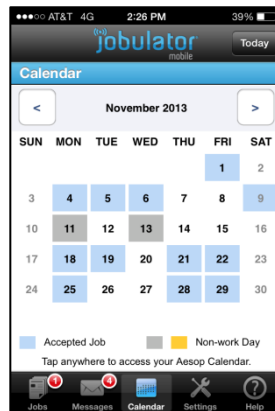 AT&T 4G 2:26 PM 39%
jobulator Today
mobile
Calendar
< November 2013 >
SUN MON TUE WED THU FRI SAT
1 2
3 4 5 6 7 8 9
10 11 12 13 14 15 16
17 18 19 20 21 22 23
24 25 26 27 28 29 30
Accepted Job Non-work Day
Tap anywhere to access your Aesop Calendar.
1 4
Jobs Messages Calendar Settings Help